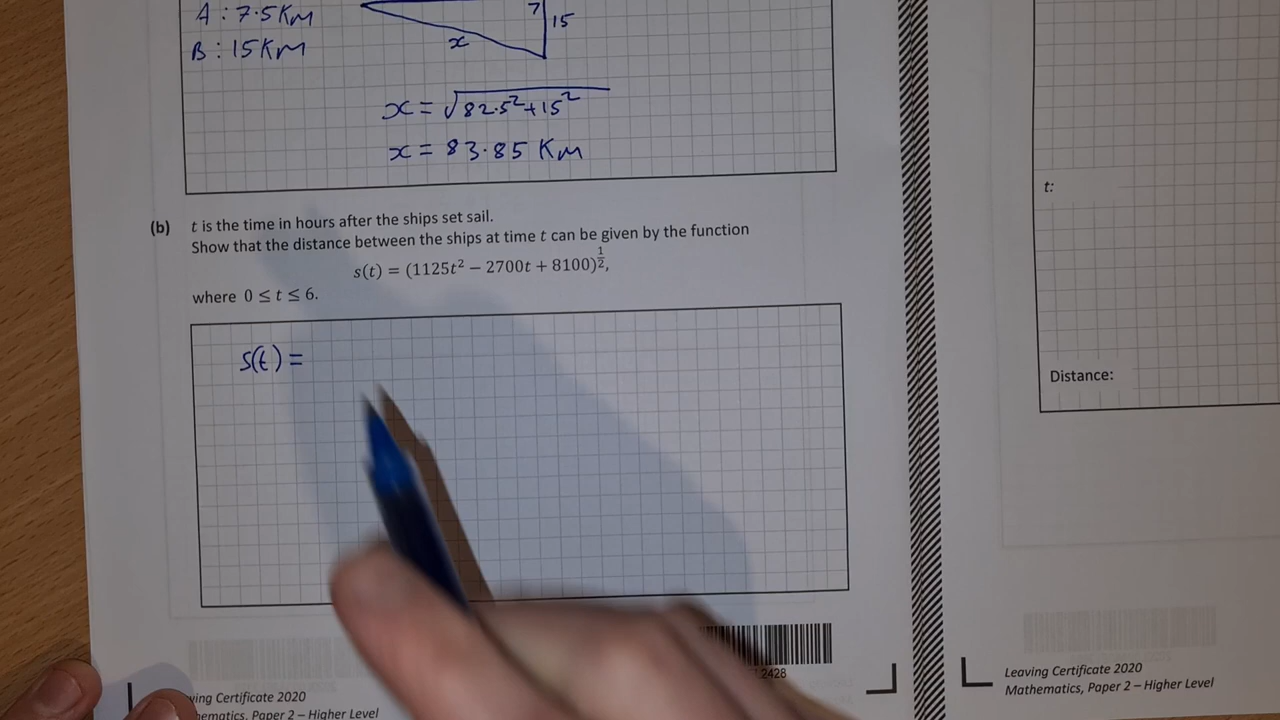 A : 7.5 Km
B : 15 Km
7
15
x
x = √82.5²+15²
x = 83.85 Km
(b) t is the time in hours after the ships set sail.
Show that the distance between the ships at time t can be given by the function
s(t) = (1125t² − 2700t + 8100)^½,
where 0 ≤ t ≤ 6.
s(t) =
t:
Distance:
2428
ving Certificate 2020
hematics, Paper 2 – Higher Level
Leaving Certificate 2020
Mathematics, Paper 2 – Higher Level